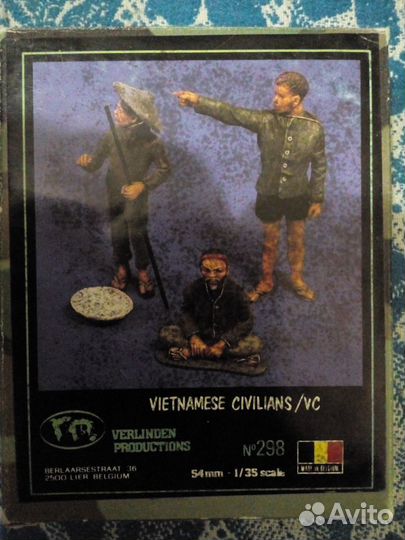 VIETNAMESE CIVILIANS/VC
VERLINDEN
PRODUCTIONS
Nº298
BERLAARSESTRAAT 36
2500 LIER BELGIUM
54mm - 1/35 scale
MADE IN BELGIUM
Avito